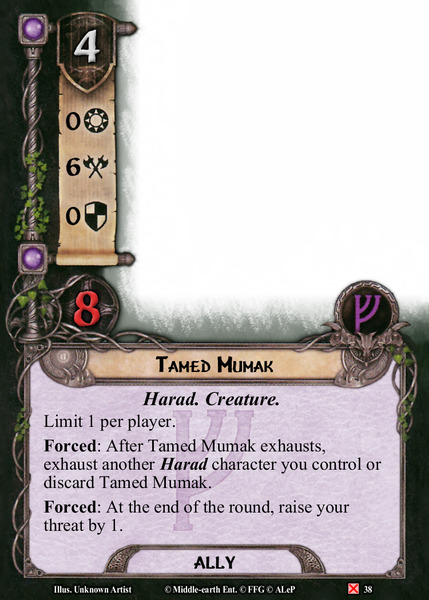 4
0
6
0
8
Tamed Mumak
Harad. Creature.
Limit 1 per player.
Forced: After Tamed Mumak exhausts,
exhaust another Harad character you control or
discard Tamed Mumak.
Forced: At the end of the round, raise your
threat by 1.
ALLY
Illus. Unknown Artist © Middle-earth Ent. © FFG © ALeP 38